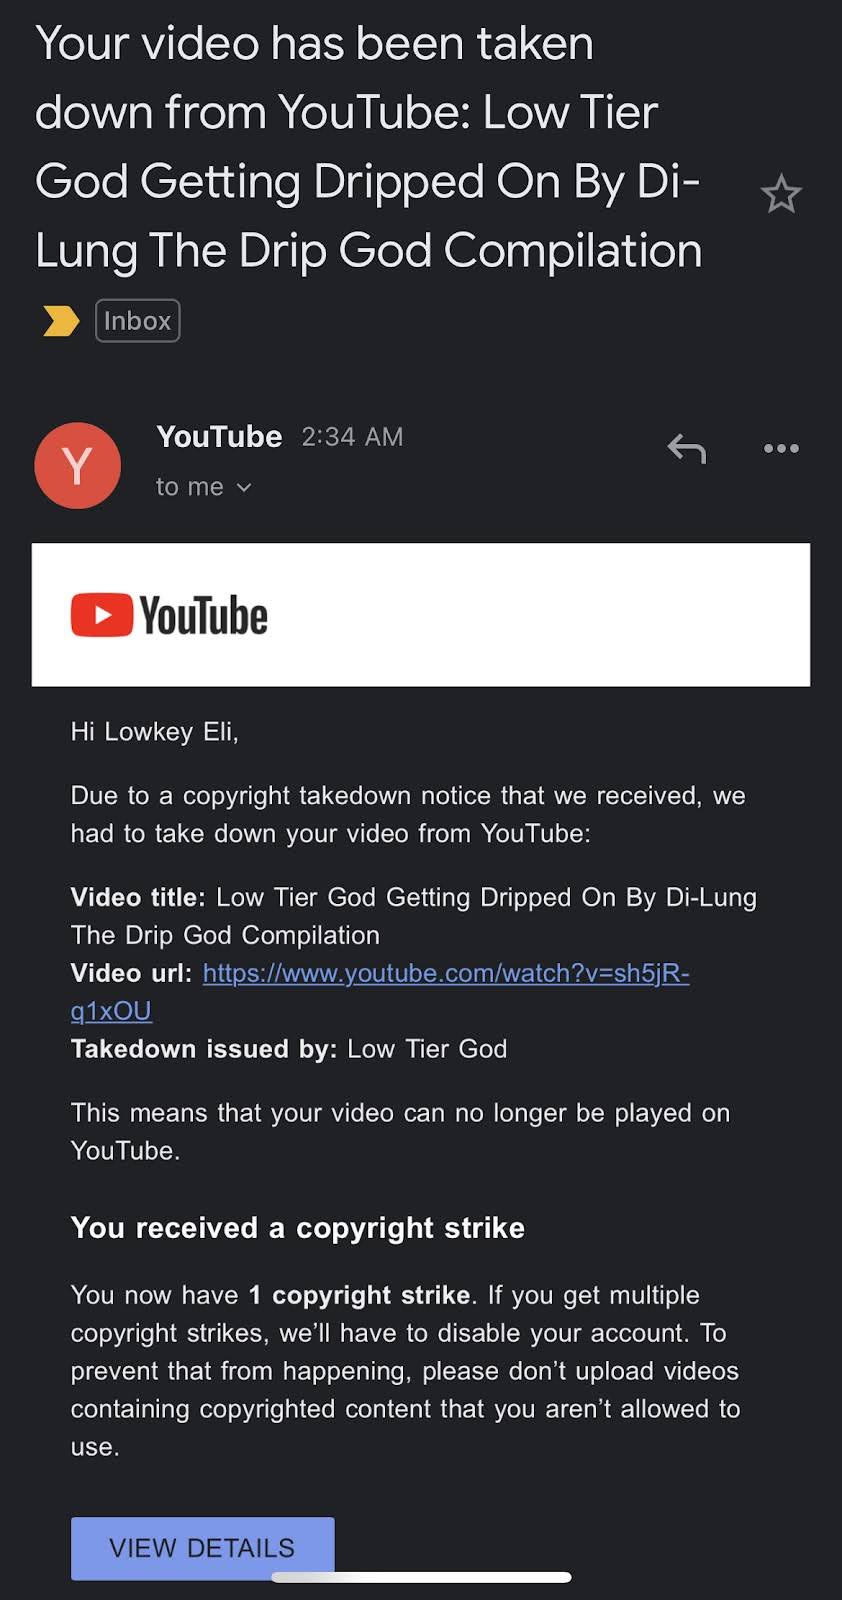 Your video has been taken
down from YouTube: Low Tier
God Getting Dripped On By Di-
Lung The Drip God Compilation
Inbox
Y
YouTube 2:34 AM
to me
YouTube
Hi Lowkey Eli,
Due to a copyright takedown notice that we received, we
had to take down your video from YouTube:
Video title: Low Tier God Getting Dripped On By Di-Lung
The Drip God Compilation
Video url: https://www.youtube.com/watch?v=sh5jR-
q1xOU
Takedown issued by: Low Tier God
This means that your video can no longer be played on
YouTube.
You received a copyright strike
You now have 1 copyright strike. If you get multiple
copyright strikes, we’ll have to disable your account. To
prevent that from happening, please don’t upload videos
containing copyrighted content that you aren’t allowed to
use.
VIEW DETAILS